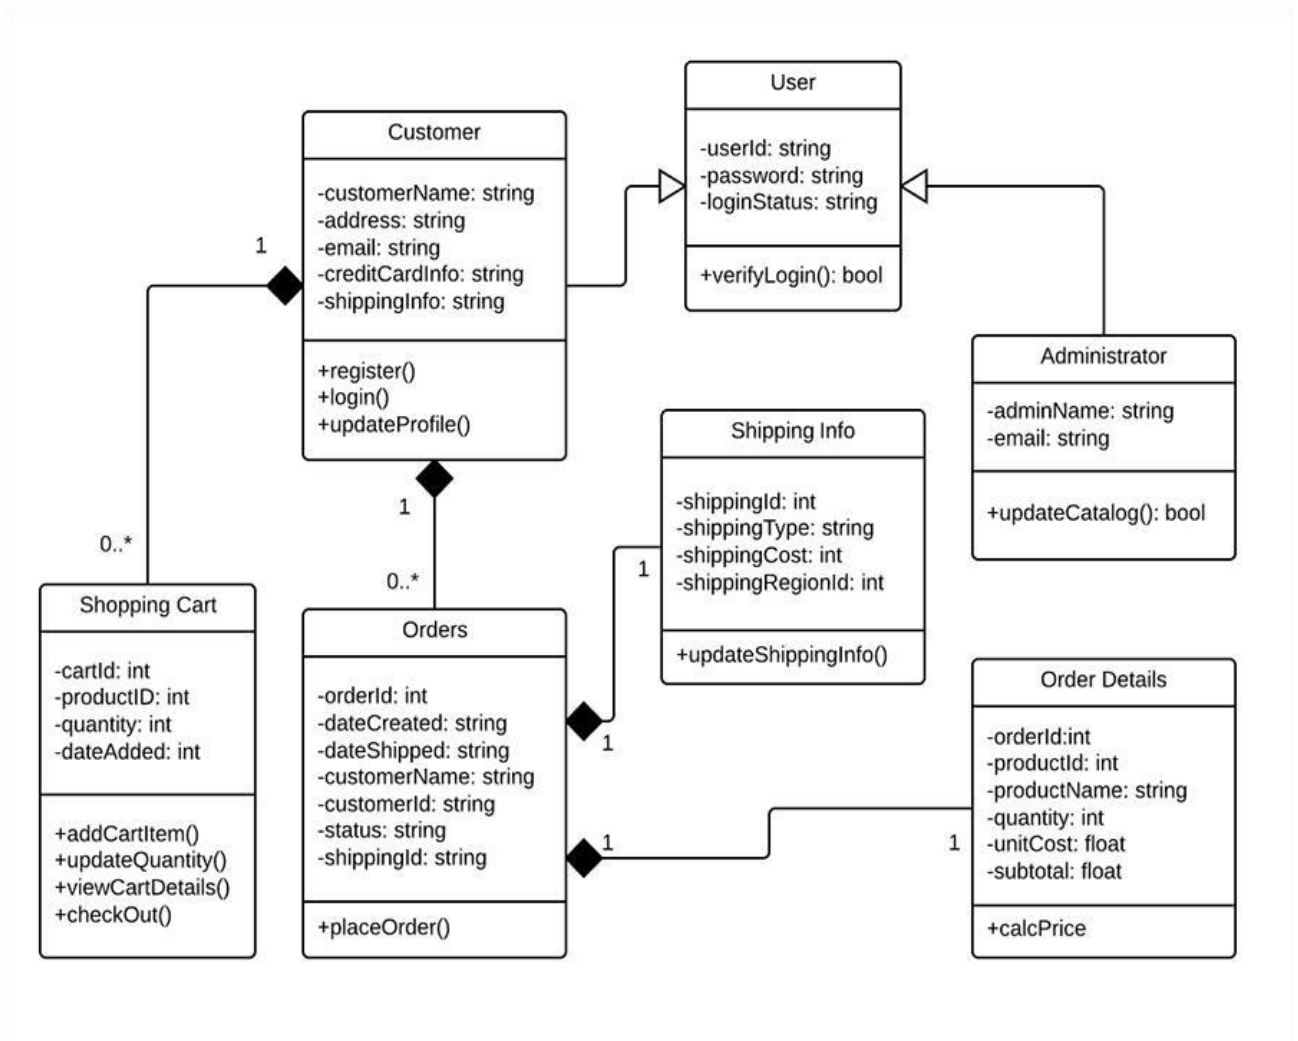 User
-userId: string
-password: string
-loginStatus: string
+verifyLogin(): bool
Customer
-customerName: string
-address: string
-email: string
-creditCardInfo: string
-shippingInfo: string
+register()
+login()
+updateProfile()
1
1
0..*
0..*
Administrator
-adminName: string
-email: string
+updateCatalog(): bool
Shipping Info
-shippingId: int
-shippingType: string
-shippingCost: int
-shippingRegionId: int
+updateShippingInfo()
1
Shopping Cart
-cartId: int
-productID: int
-quantity: int
-dateAdded: int
+addCartItem()
+updateQuantity()
+viewCartDetails()
+checkOut()
Orders
-orderId: int
-dateCreated: string
-dateShipped: string
-customerName: string
-customerId: string
-status: string
-shippingId: string
+placeOrder()
1
1
1
Order Details
-orderId:int
-productId: int
-productName: string
-quantity: int
-unitCost: float
-subtotal: float
+calcPrice